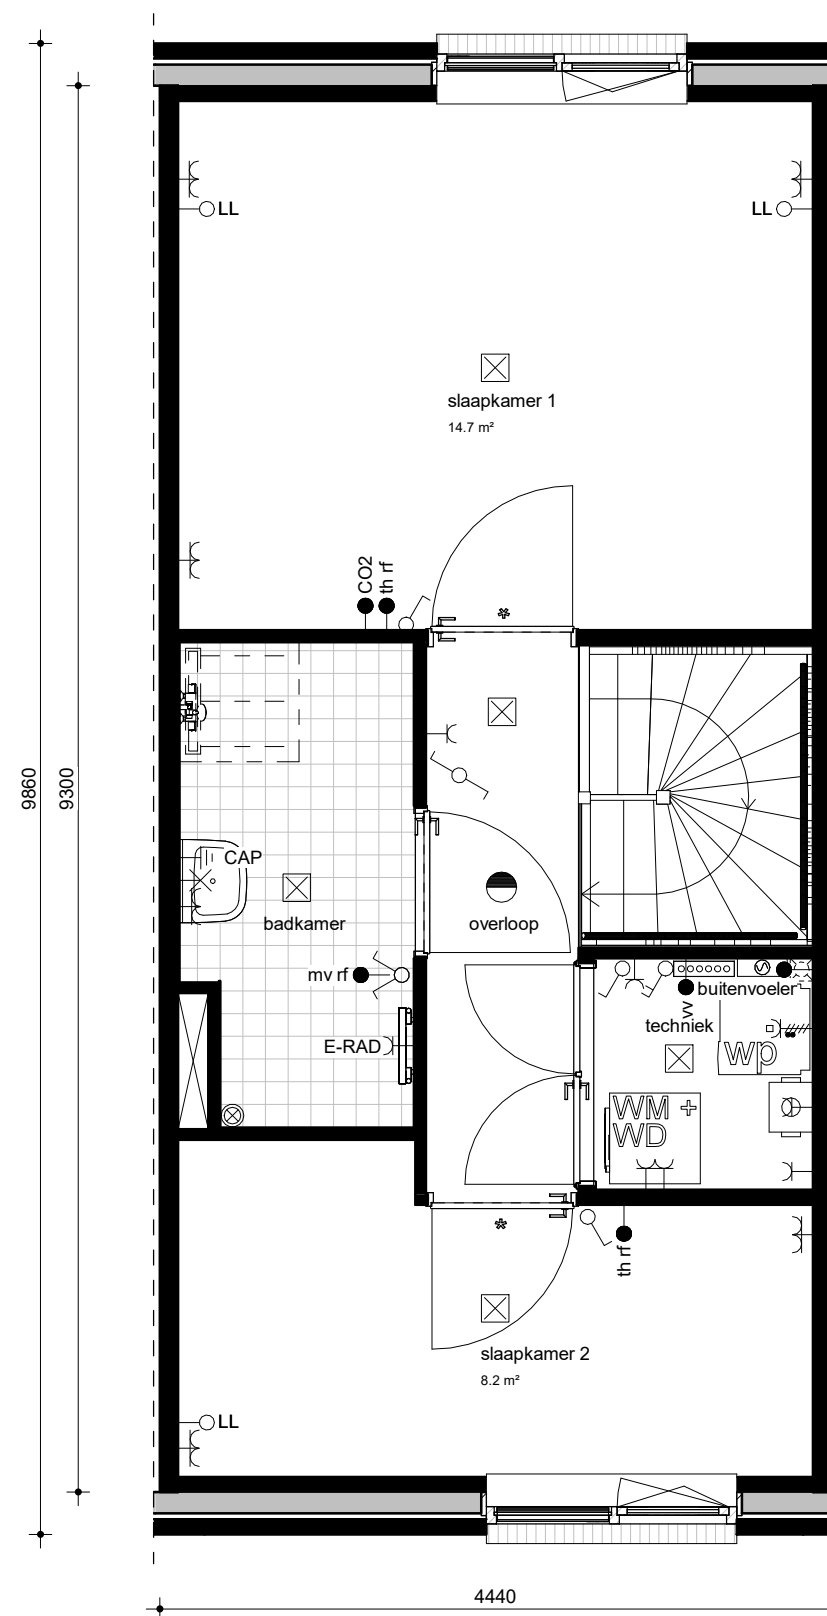 LL
LL
slaapkamer 1
14.7 m²
CO2
th rf
*
9860
9300
CAP
badkamer
overloop
mv rf
buitenvoeler
vv
techniek
wp
E-RAD
WM +
WD
*
th rf
slaapkamer 2
8.2 m²
LL
4440